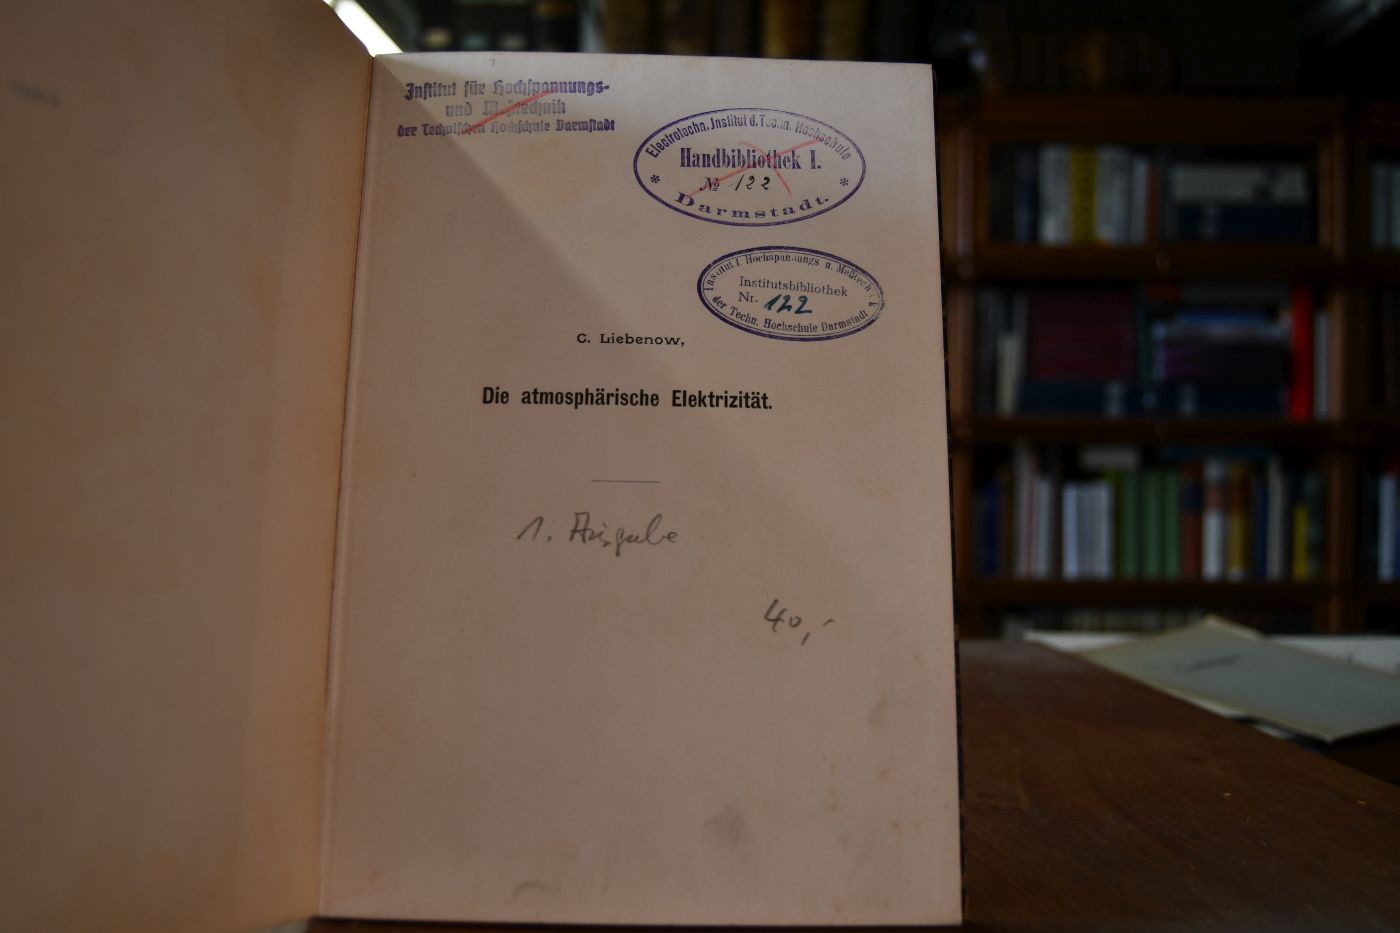 Institut für Hochspannungs-
und Meßtechnik
der Technischen Hochschule Darmstadt
Electrotechn. Institut d. Techn. Hochschule
Handbibliothek I.
№ 122
* Darmstadt. *
Institut f. Hochspannungs u. Meßtechnik
Institutsbibliothek
Nr. 122
der Techn. Hochschule Darmstadt
C. Liebenow,
Die atmosphärische Elektrizität.
1. Ausgabe
40,-